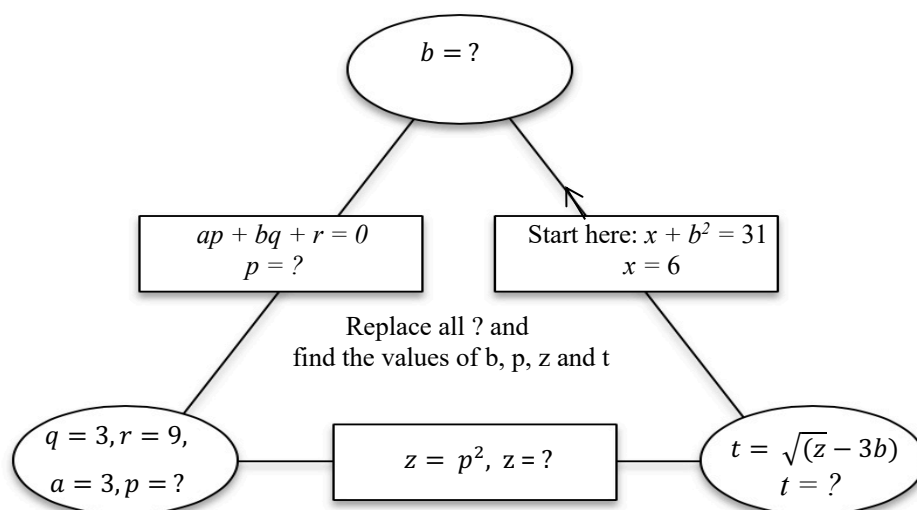 b = ?
ap + bq + r = 0
p = ?
Start here: x + b² = 31
x = 6
Replace all ? and
find the values of b, p, z and t
q = 3, r = 9,
a = 3, p = ?
z = p², z = ?
t = √(z − 3b)
t = ?